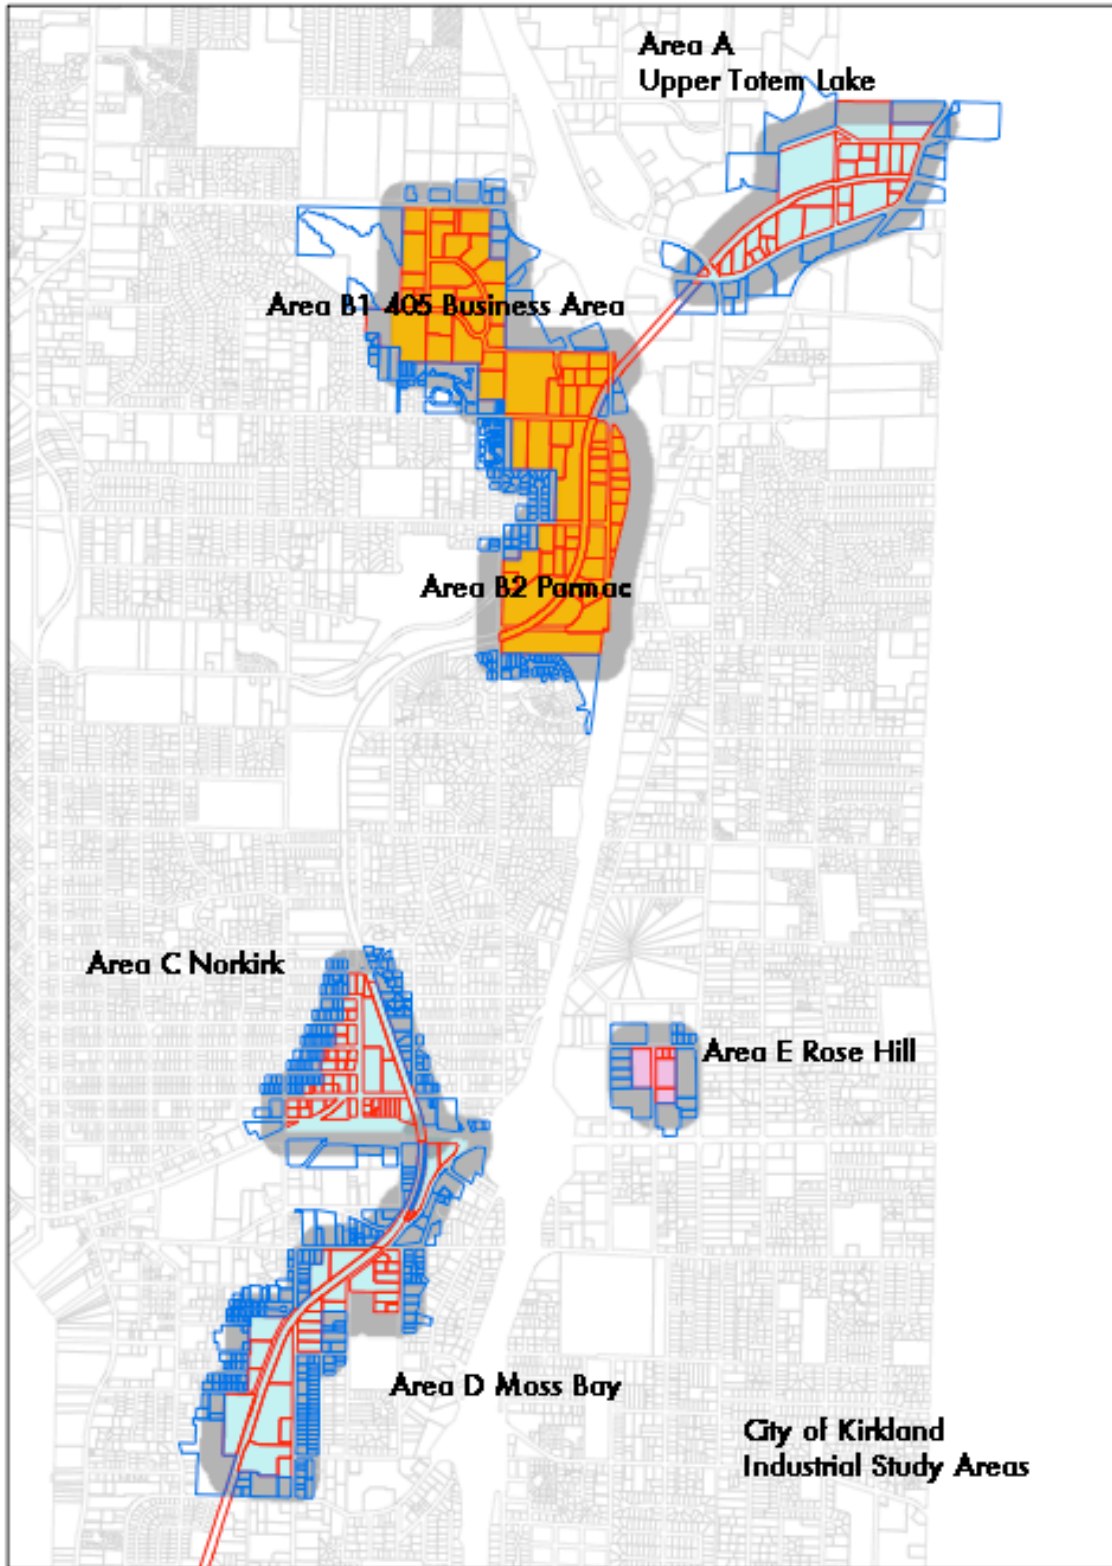 Area A
Upper Totem Lake
Area B1 405 Business Area
Area B2 Parmac
Area C Norkirk
Area E Rose Hill
Area D Moss Bay
City of Kirkland
Industrial Study Areas